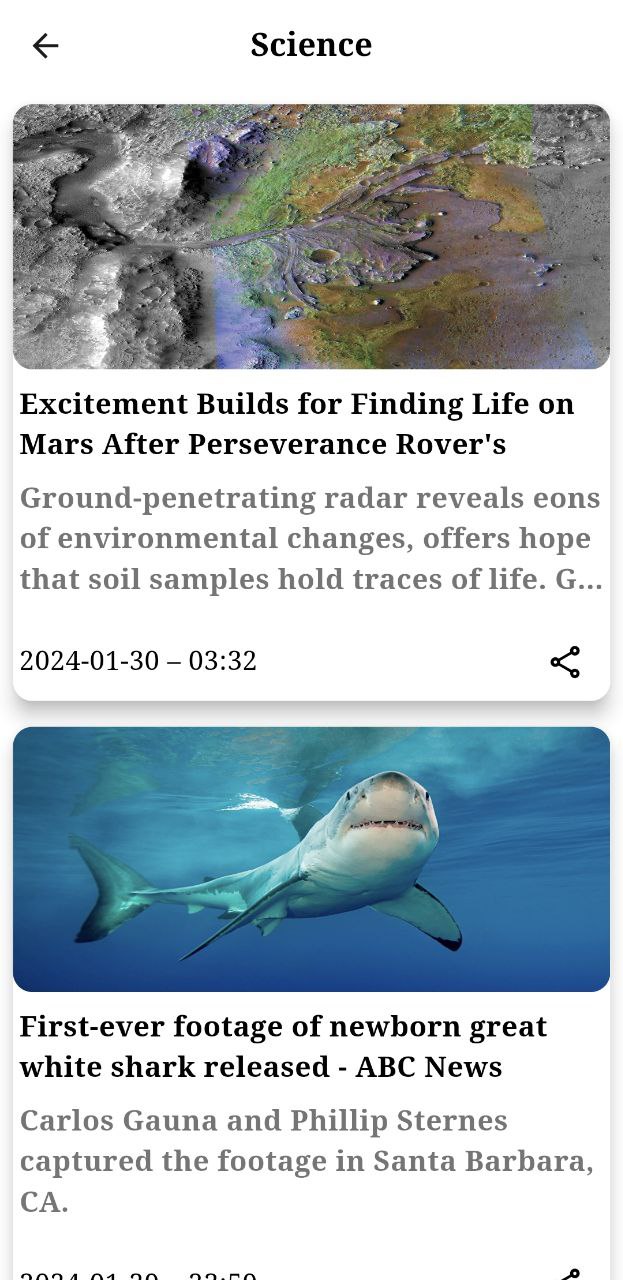 Science
Excitement Builds for Finding Life on
Mars After Perseverance Rover's
Ground-penetrating radar reveals eons
of environmental changes, offers hope
that soil samples hold traces of life. G...
2024-01-30 – 03:32
First-ever footage of newborn great
white shark released - ABC News
Carlos Gauna and Phillip Sternes
captured the footage in Santa Barbara,
CA.